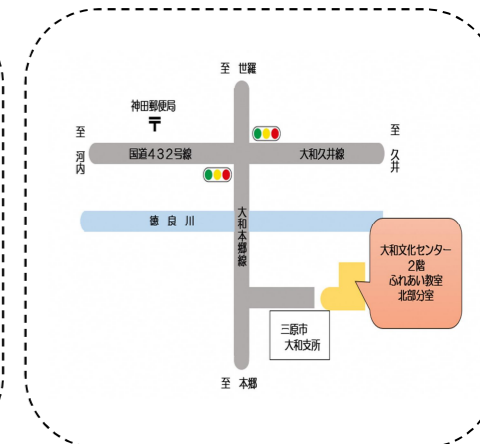 至 世羅
神田郵便局
〒
至 河内
国道432号線
大和久井線
至 久井
徳良川
大和本郷線
大和文化センター
2階
ふれあい教室
北部分室
三原市
大和支所
至 本郷